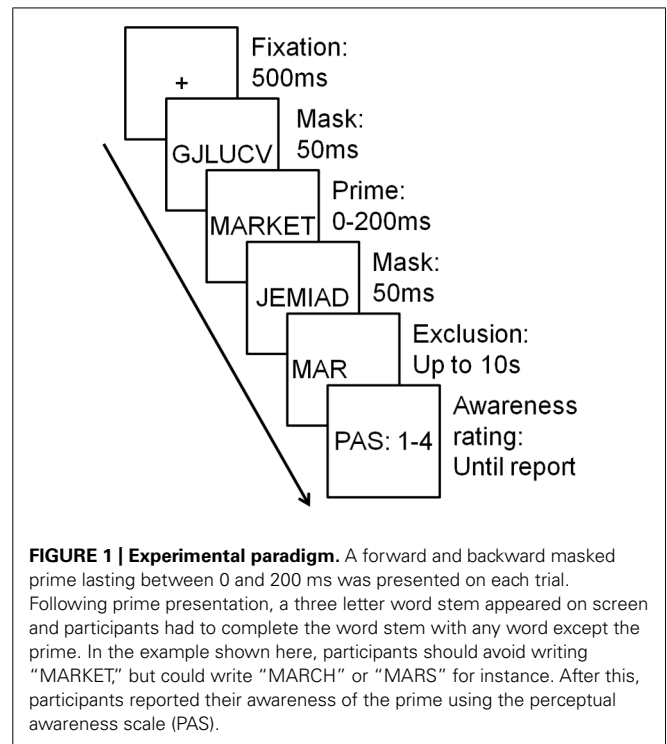 Fixation:
500ms
+
Mask:
50ms
GJLUCV
Prime:
0-200ms
MARKET
Mask:
50ms
JEMIAD
Exclusion:
Up to 10s
MAR
Awareness
rating:
Until report
PAS: 1-4
FIGURE 1 | Experimental paradigm. A forward and backward masked
prime lasting between 0 and 200 ms was presented on each trial.
Following prime presentation, a three letter word stem appeared on screen
and participants had to complete the word stem with any word except the
prime. In the example shown here, participants should avoid writing
“MARKET,” but could write “MARCH” or “MARS” for instance. After this,
participants reported their awareness of the prime using the perceptual
awareness scale (PAS).